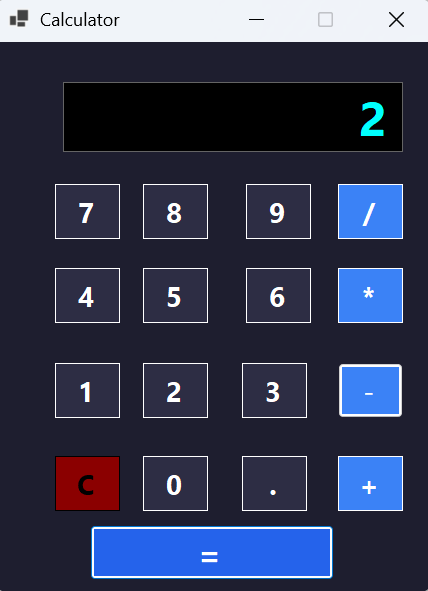 Calculator
2
7 8 9 /
4 5 6 *
1 2 3 -
C 0 . +
=